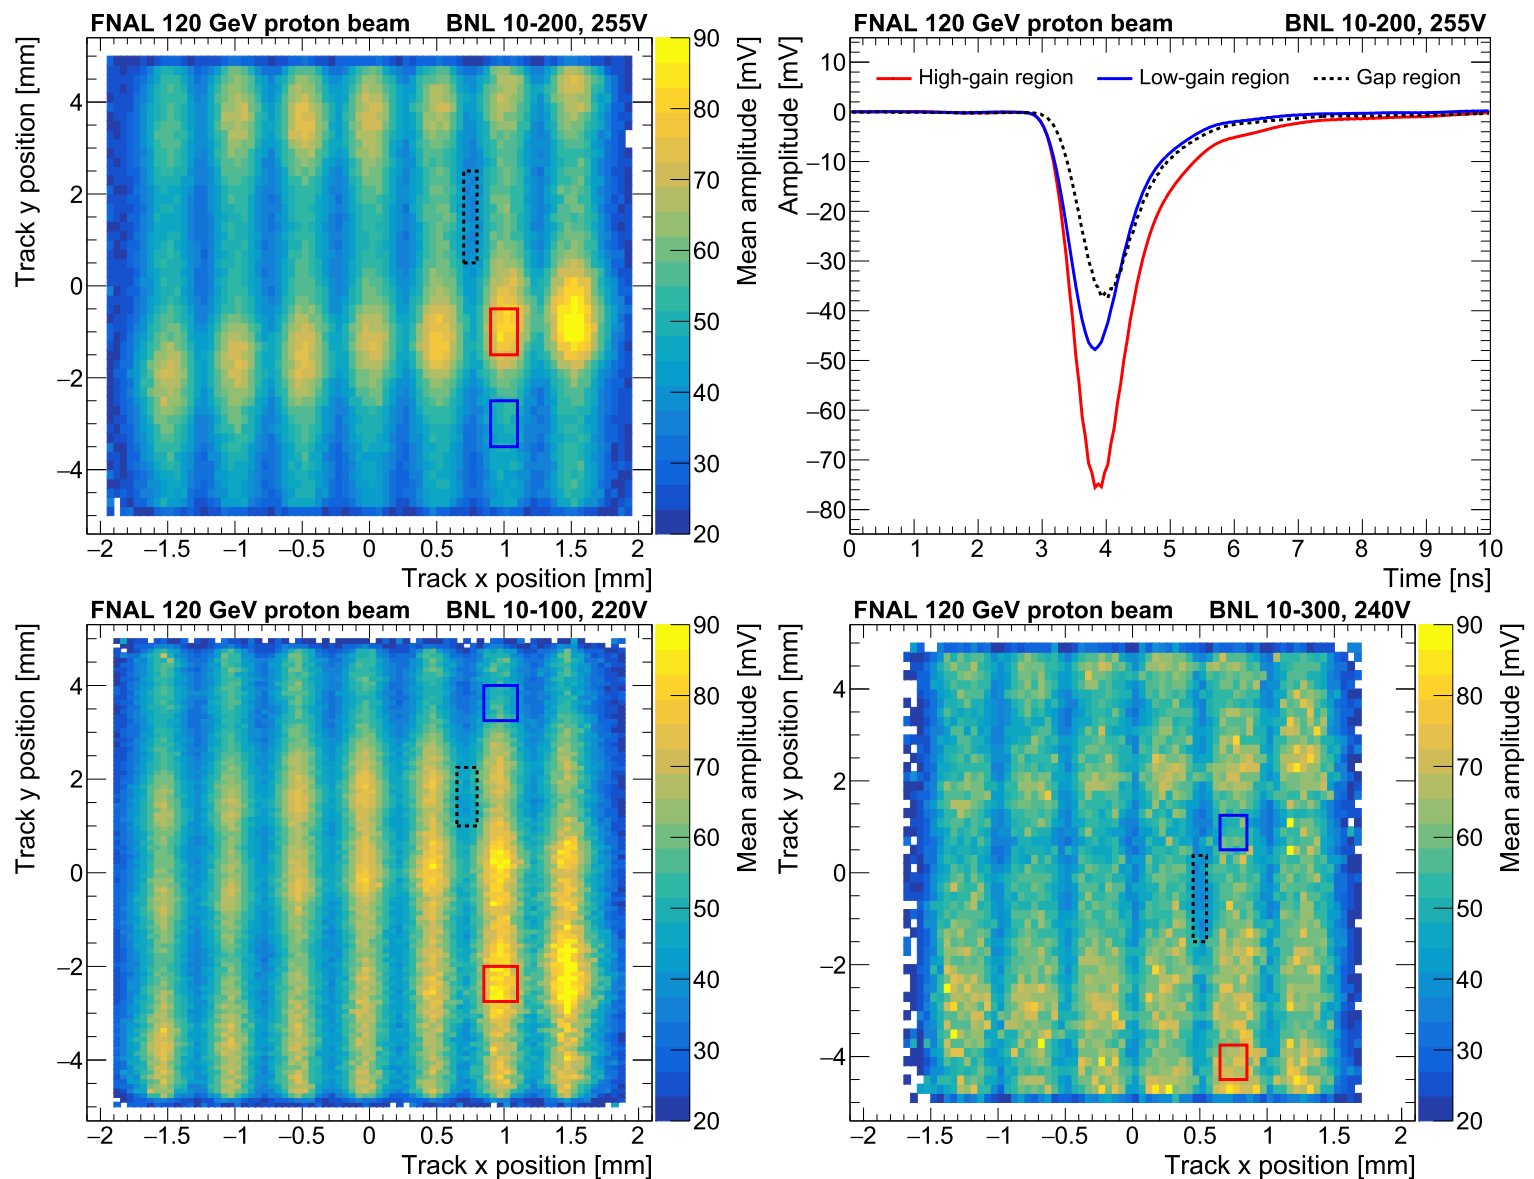 FNAL 120 GeV proton beam BNL 10-200, 255V
Track y position [mm]
4
2
0
−2
−4
−2 −1.5 −1 −0.5 0 0.5 1 1.5 2
Track x position [mm]
90
80
70
60
50
40
30
20
Mean amplitude [mV]
FNAL 120 GeV proton beam BNL 10-200, 255V
Amplitude [mV]
High-gain region Low-gain region Gap region
10
0
−10
−20
−30
−40
−50
−60
−70
−80
0 1 2 3 4 5 6 7 8 9 10
Time [ns]
FNAL 120 GeV proton beam BNL 10-100, 220V
Track y position [mm]
4
2
0
−2
−4
−2 −1.5 −1 −0.5 0 0.5 1 1.5 2
Track x position [mm]
90
80
70
60
50
40
30
20
Mean amplitude [mV]
FNAL 120 GeV proton beam BNL 10-300, 240V
Track y position [mm]
4
2
0
−2
−4
−2 −1.5 −1 −0.5 0 0.5 1 1.5 2
Track x position [mm]
90
80
70
60
50
40
30
20
Mean amplitude [mV]